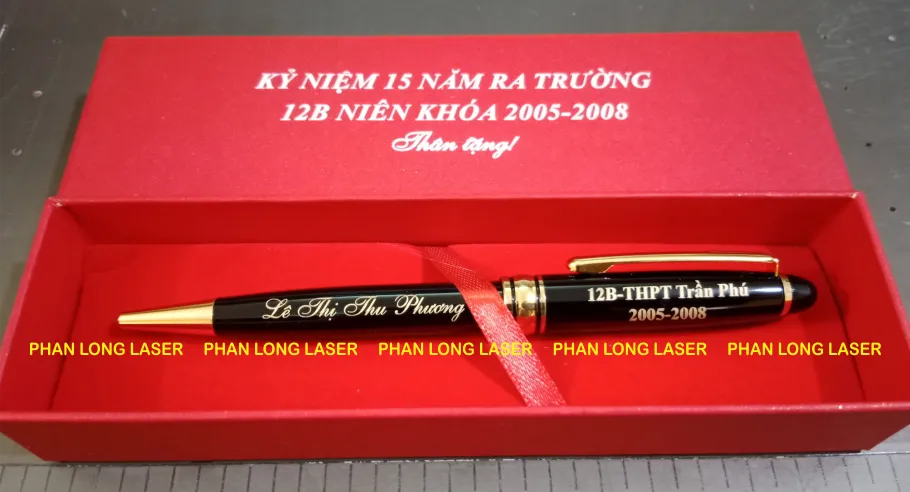 KỶ NIỆM 15 NĂM RA TRƯỜNG
12B NIÊN KHÓA 2005-2008
Thân tặng!
Lê Thị Thu Phương
12B-THPT Trần Phú
2005-2008
PHAN LONG LASER PHAN LONG LASER PHAN LONG LASER PHAN LONG LASER PHAN LONG LASER